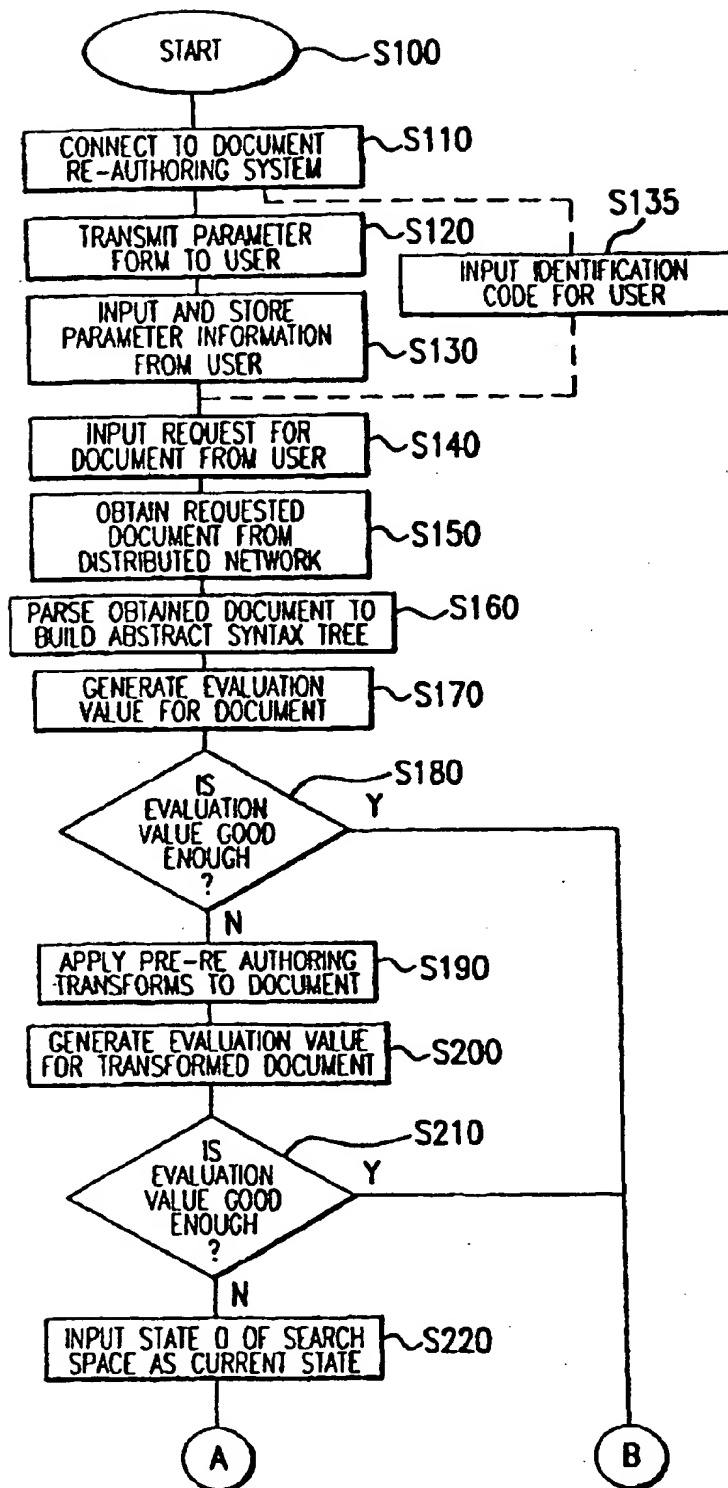 START
S100
CONNECT TO DOCUMENT
RE-AUTHORING SYSTEM
S110
TRANSMIT PARAMETER
FORM TO USER
S120
S135
INPUT IDENTIFICATION
CODE FOR USER
INPUT AND STORE
PARAMETER INFORMATION
FROM USER
S130
INPUT REQUEST FOR
DOCUMENT FROM USER
S140
OBTAIN REQUESTED
DOCUMENT FROM
DISTRIBUTED NETWORK
S150
PARSE OBTAINED DOCUMENT TO
BUILD ABSTRACT SYNTAX TREE
S160
GENERATE EVALUATION
VALUE FOR DOCUMENT
S170
IS
EVALUATION
VALUE GOOD
ENOUGH
?
S180
Y
N
APPLY PRE-RE AUTHORING
TRANSFORMS TO DOCUMENT
S190
GENERATE EVALUATION VALUE
FOR TRANSFORMED DOCUMENT
S200
IS
EVALUATION
VALUE GOOD
ENOUGH
?
S210
Y
N
INPUT STATE 0 OF SEARCH
SPACE AS CURRENT STATE
S220
A
B